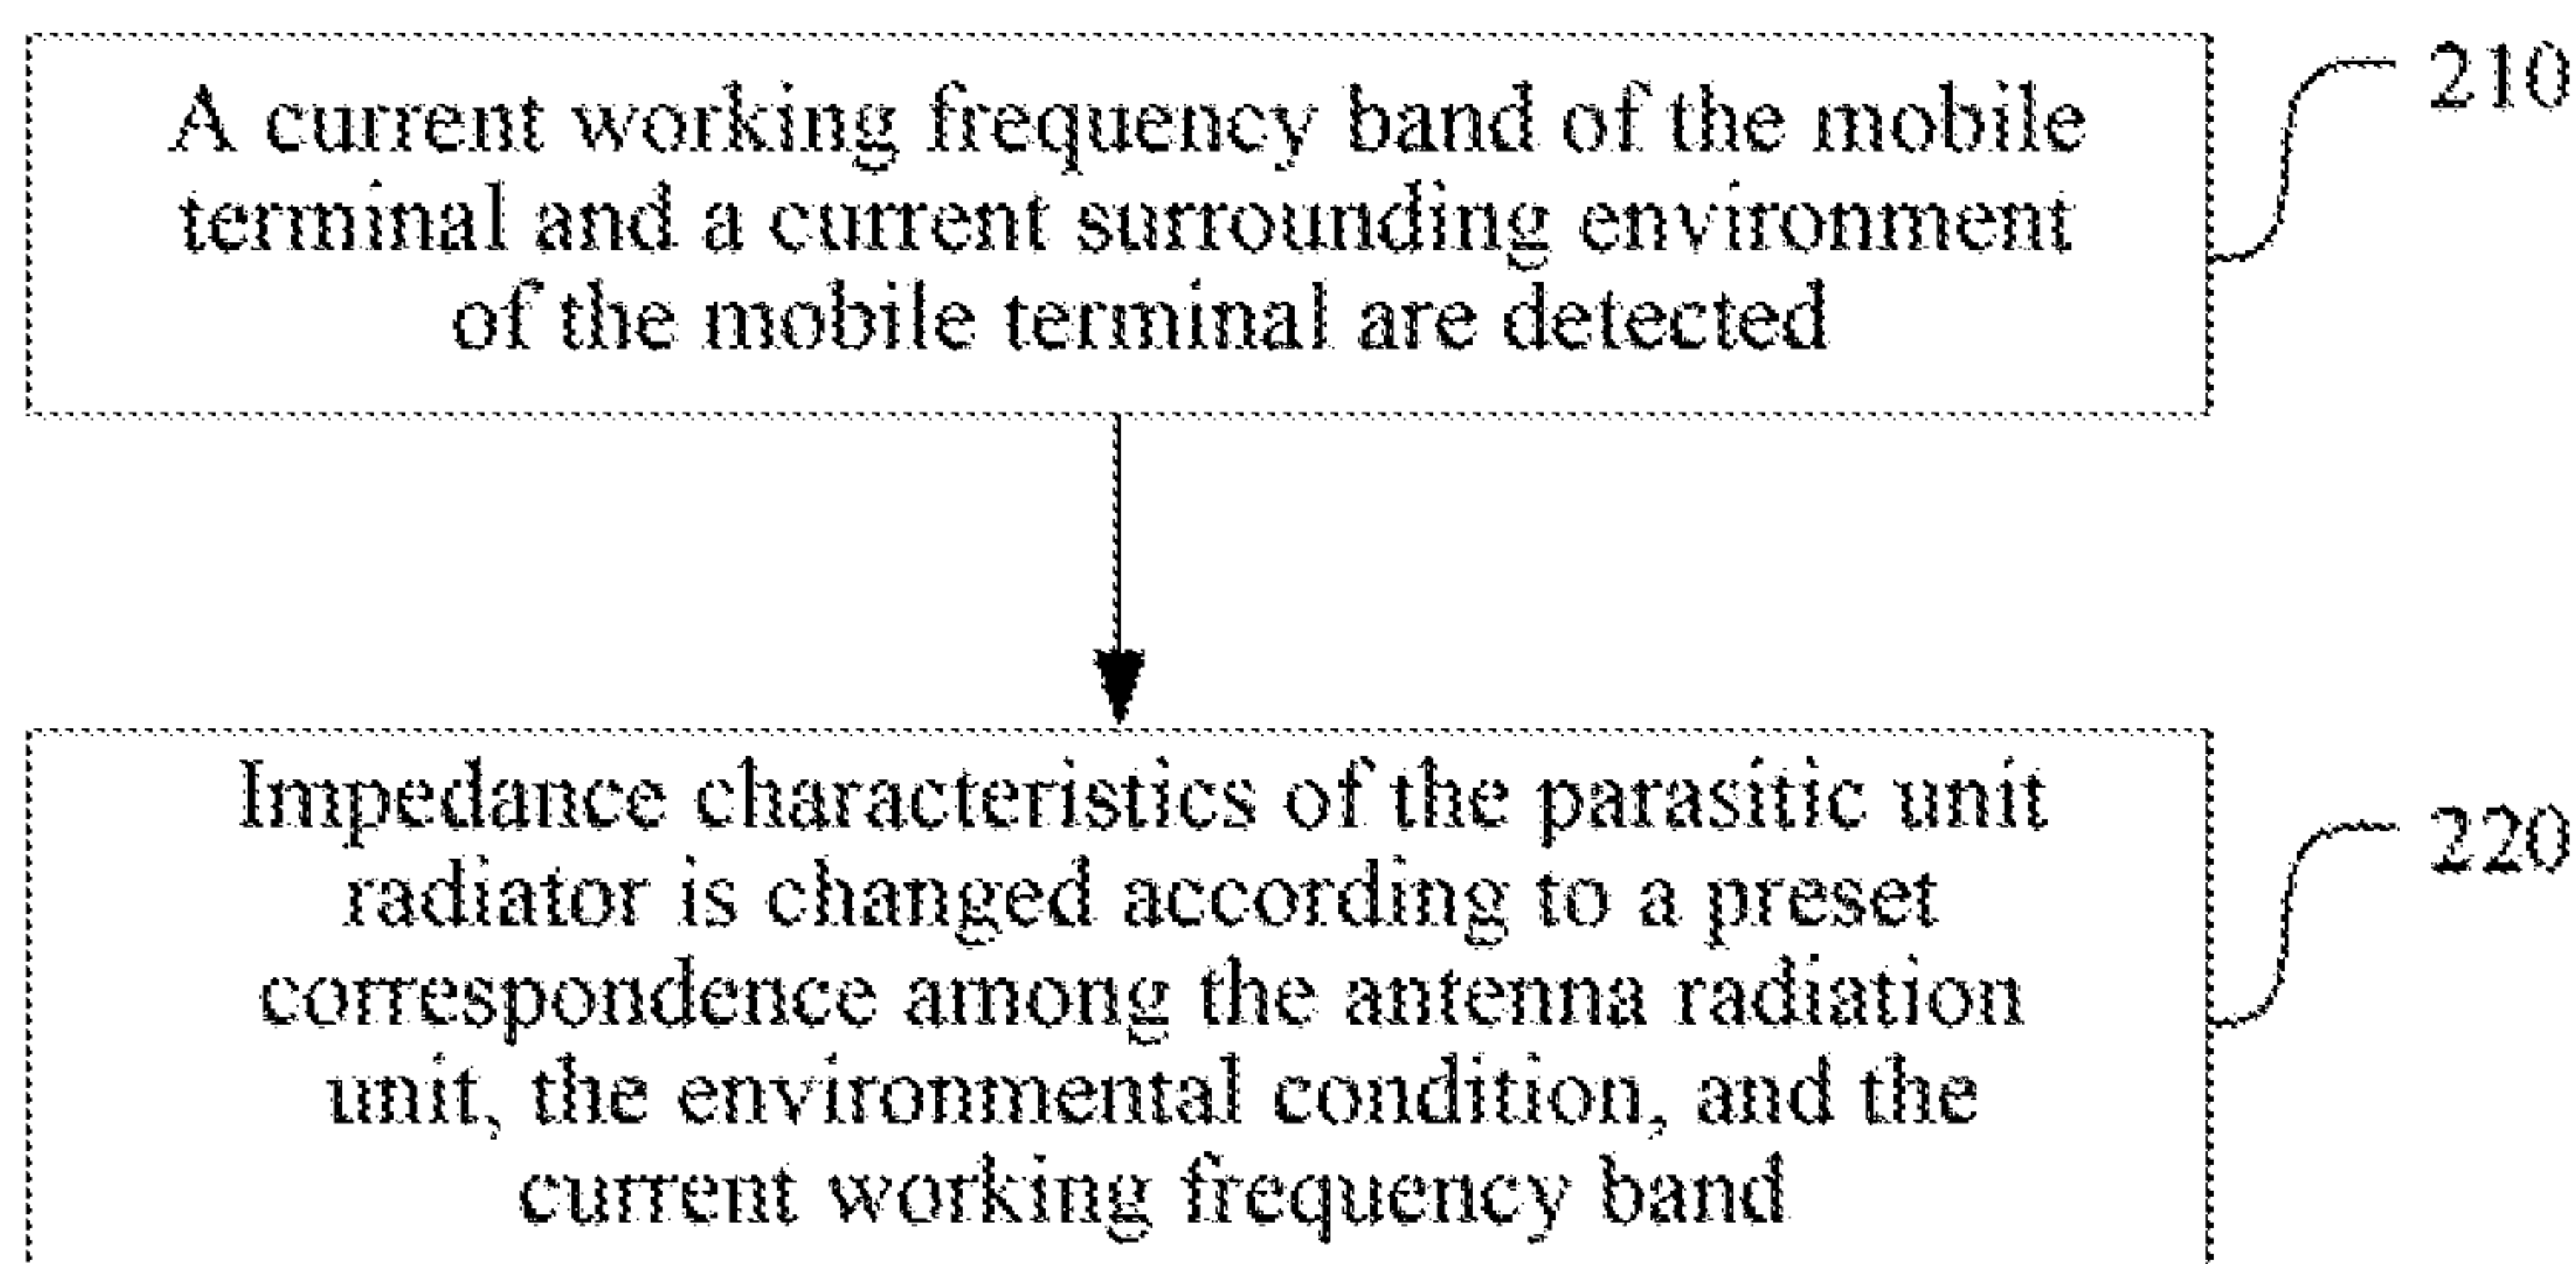 A current working frequency band of the mobile
terminal and a current surrounding environment
of the mobile terminal are detected
210
Impedance characteristics of the parasitic unit
radiator is changed according to a preset
correspondence among the antenna radiation
unit, the environmental condition, and the
current working frequency band
220